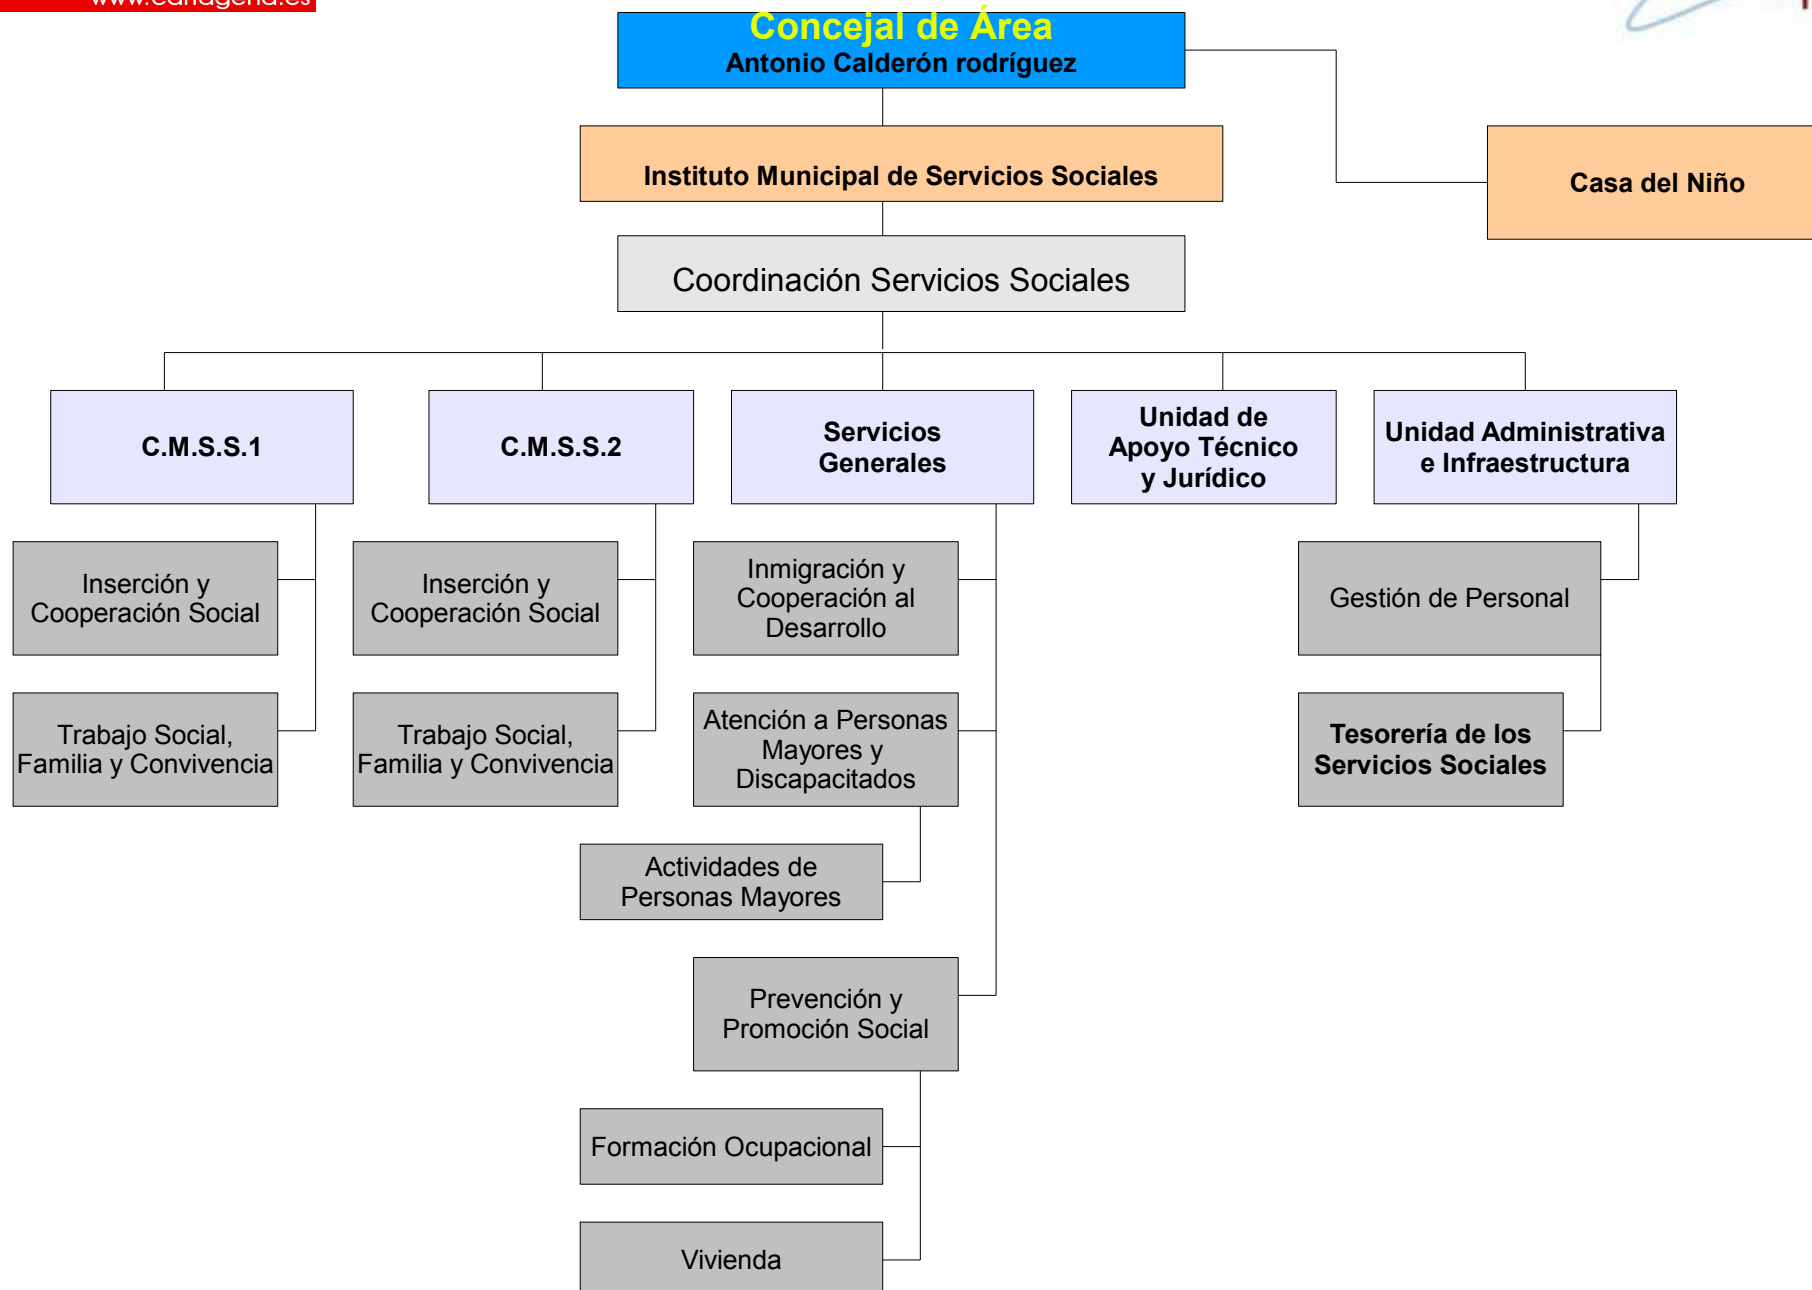 www.cartagena.es
Concejal de Área
Antonio Calderón rodríguez
Instituto Municipal de Servicios Sociales
Casa del Niño
Coordinación Servicios Sociales
C.M.S.S.1
C.M.S.S.2
Servicios
Generales
Unidad de
Apoyo Técnico
y Jurídico
Unidad Administrativa
e Infraestructura
Inserción y
Cooperación Social
Inserción y
Cooperación Social
Inmigración y
Cooperación al
Desarrollo
Gestión de Personal
Trabajo Social,
Familia y Convivencia
Trabajo Social,
Familia y Convivencia
Atención a Personas
Mayores y
Discapacitados
Tesorería de los
Servicios Sociales
Actividades de
Personas Mayores
Prevención y
Promoción Social
Formación Ocupacional
Vivienda